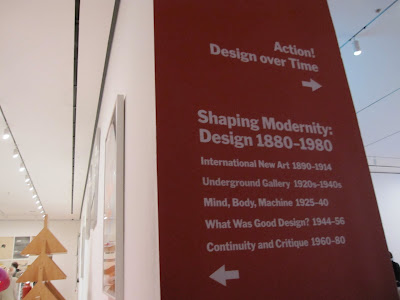 Action!
Design over Time
Shaping Modernity:
Design 1880–1980
International New Art 1890–1914
Underground Gallery 1920s–1940s
Mind, Body, Machine 1925–40
What Was Good Design? 1944–56
Continuity and Critique 1960–80